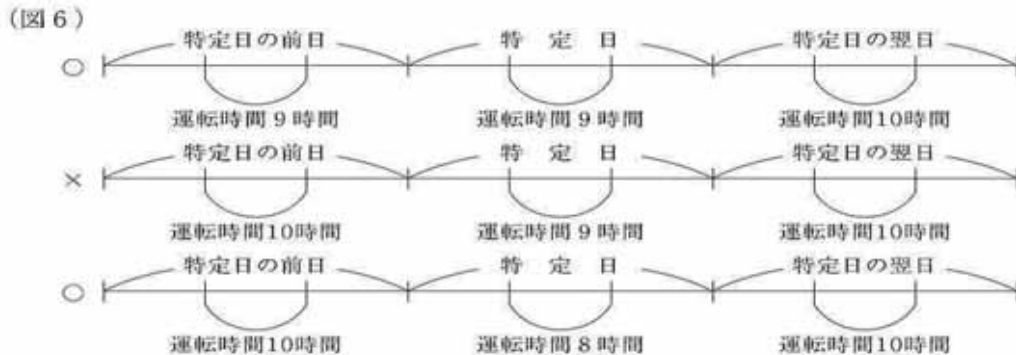 (図6)
○ 特定日の前日 特 定 日 特定日の翌日
運転時間9時間 運転時間9時間 運転時間10時間
× 特定日の前日 特 定 日 特定日の翌日
運転時間10時間 運転時間9時間 運転時間10時間
○ 特定日の前日 特 定 日 特定日の翌日
運転時間10時間 運転時間8時間 運転時間10時間